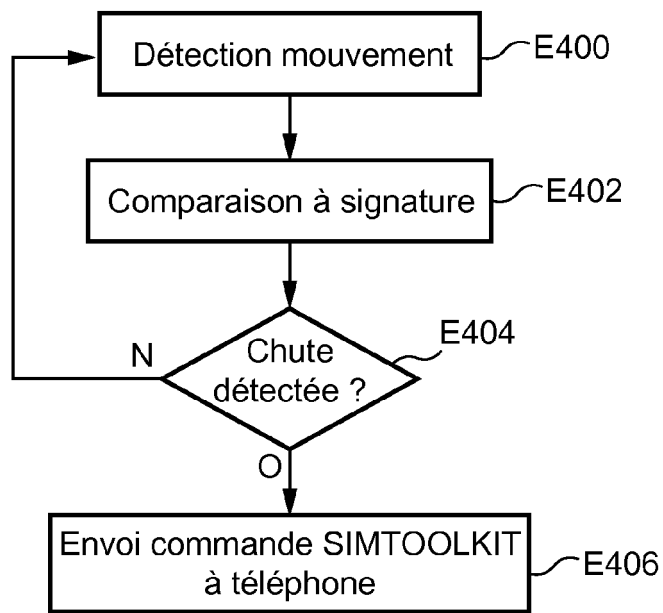 Détection mouvement
E400
Comparaison à signature
E402
Chute
détectée ?
E404
N
O
Envoi commande SIMTOOLKIT
à téléphone
E406